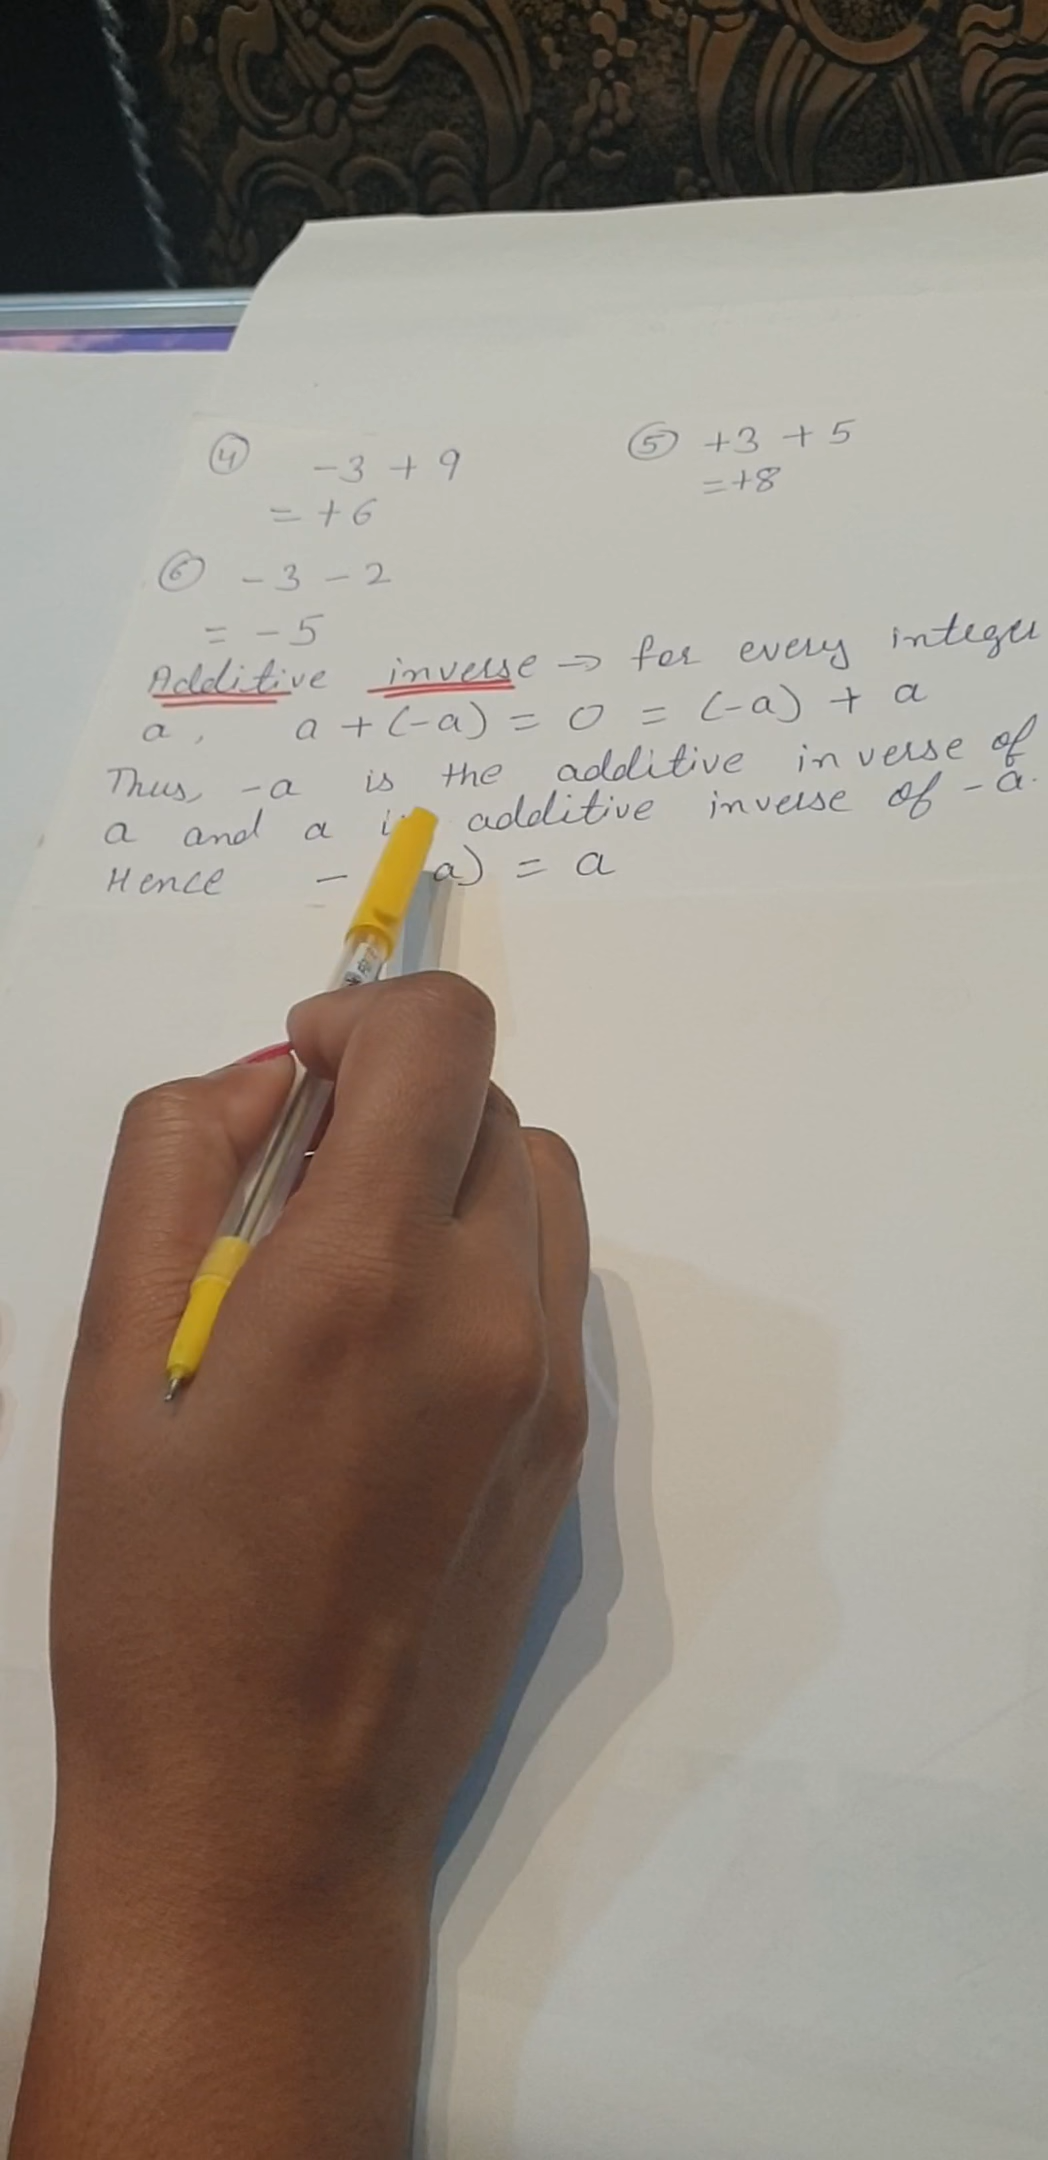 ④ -3 + 9
= +6
⑤ +3 + 5
= +8
⑥ -3 - 2
= -5
Additive inverse → for every integer
a, a + (-a) = 0 = (-a) + a
Thus, -a is the additive inverse of
a and a additive inverse of -a.
Hence - a) = a